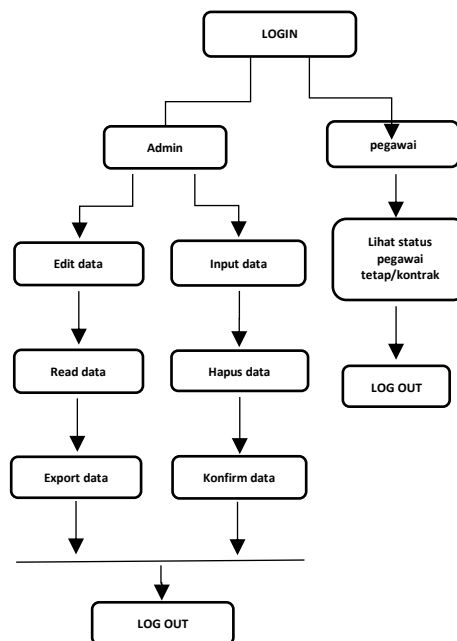 LOGIN
Admin
pegawai
Edit data
Input data
Lihat status
pegawai
tetap/kontrak
Read data
Hapus data
LOG OUT
Export data
Konfirm data
LOG OUT